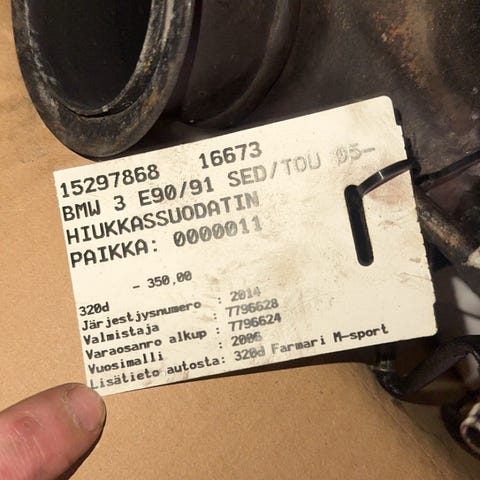 15297868 16673
BMW 3 E90/91 SED/TOU 05-
HIUKKASSUODATIN
PAIKKA: 0000011
- 350,00
320d
Järjestjysnumero : 2014
Valmistaja : 7796628
Varaosanro alkup : 7796624
Vuosimalli : 2006
Lisätieto autosta: 320d Farmari M-sport